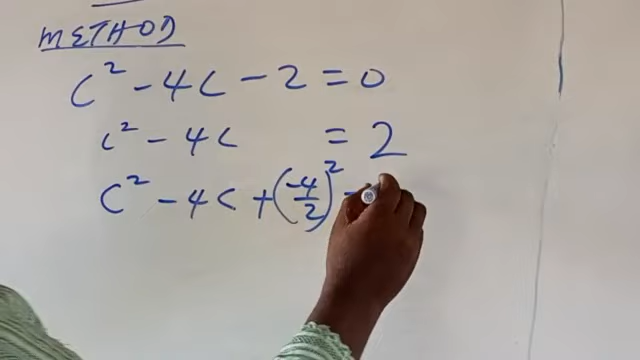 METHOD
c² - 4c - 2 = 0
c² - 4c = 2
c² - 4c + (-4/2)²